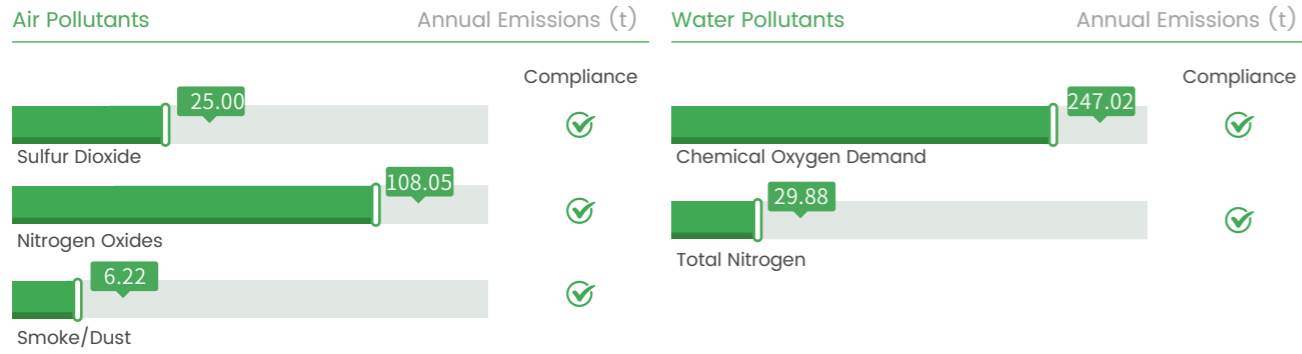 Air Pollutants
Annual Emissions (t)
Compliance
25.00
Sulfur Dioxide
108.05
Nitrogen Oxides
6.22
Smoke/Dust
Water Pollutants
Annual Emissions (t)
Compliance
247.02
Chemical Oxygen Demand
29.88
Total Nitrogen